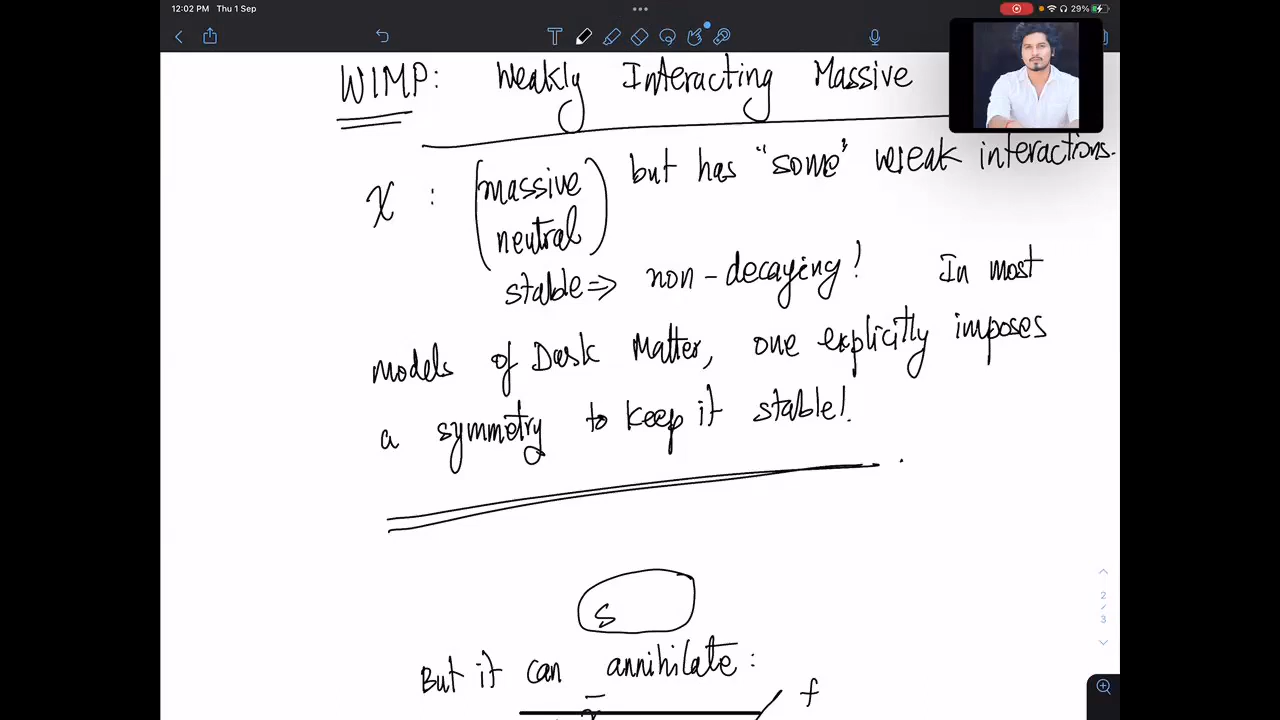 12:02 PM Thu 1 Sep
29%
WIMP: Weakly Interacting Massive
χ : (massive neutral) but has "some" weak interactions.
stable ⇒ non-decaying! In most
models of Dark Matter, one explicitly imposes
a symmetry to keep it stable!
S
But it can annihilate:
f
2
/
3